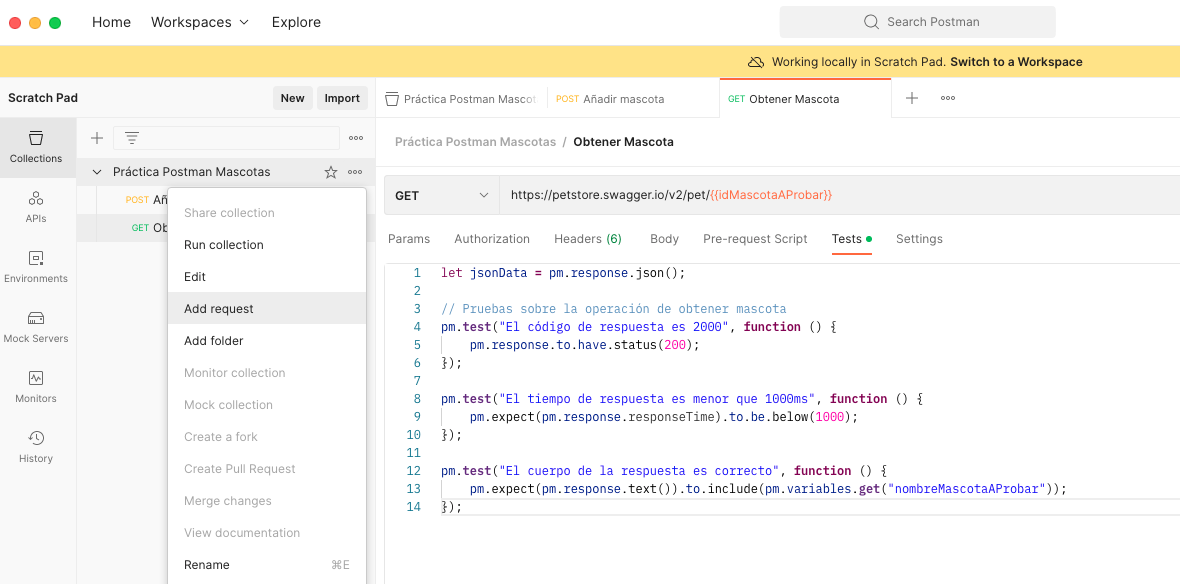 Home Workspaces Explore Search Postman
Working locally in Scratch Pad. Switch to a Workspace
Scratch Pad New Import
Práctica Postman Mascot POST Añadir mascota GET Obtener Mascota
Collections
APIs
Environments
Mock Servers
Monitors
History
Práctica Postman Mascotas
POST Añ
GET Ob
Share collection
Run collection
Edit
Add request
Add folder
Monitor collection
Mock collection
Create a fork
Create Pull Request
Merge changes
View documentation
Rename ⌘E
Práctica Postman Mascotas / Obtener Mascota
GET https://petstore.swagger.io/v2/pet/{{idMascotaAProbar}}
Params Authorization Headers (6) Body Pre-request Script Tests Settings
1 let jsonData = pm.response.json();
2
3 // Pruebas sobre la operación de obtener mascota
4 pm.test("El código de respuesta es 2000", function () {
5 pm.response.to.have.status(200);
6 });
7
8 pm.test("El tiempo de respuesta es menor que 1000ms", function () {
9 pm.expect(pm.response.responseTime).to.be.below(1000);
10 });
11
12 pm.test("El cuerpo de la respuesta es correcto", function () {
13 pm.expect(pm.response.text()).to.include(pm.variables.get("nombreMascotaAProbar"));
14 });